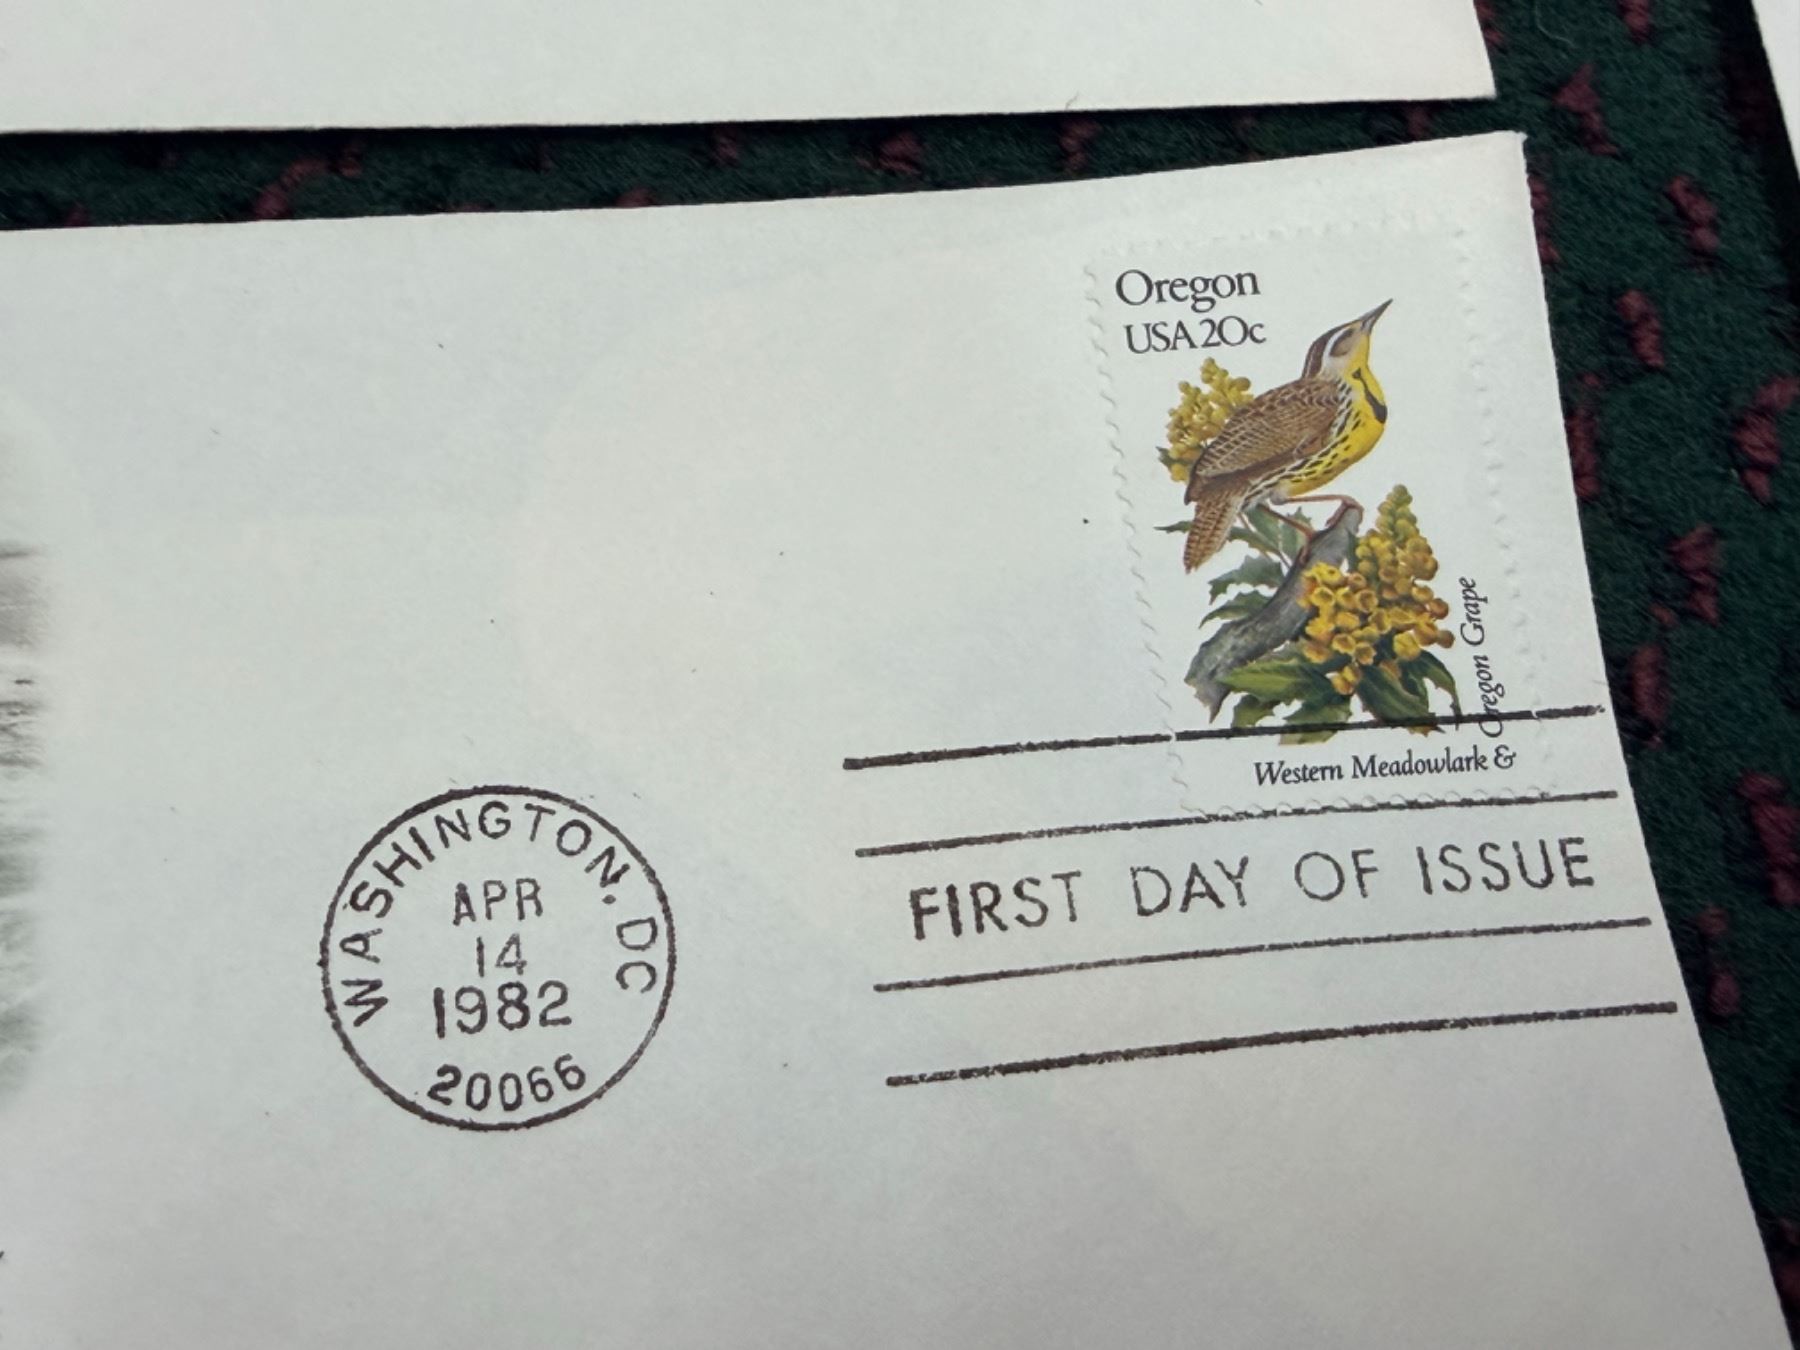 Oregon
USA 20c
Oregon Grape
Western Meadowlark &
WASHINGTON, DC
APR
14
1982
20066
FIRST DAY OF ISSUE